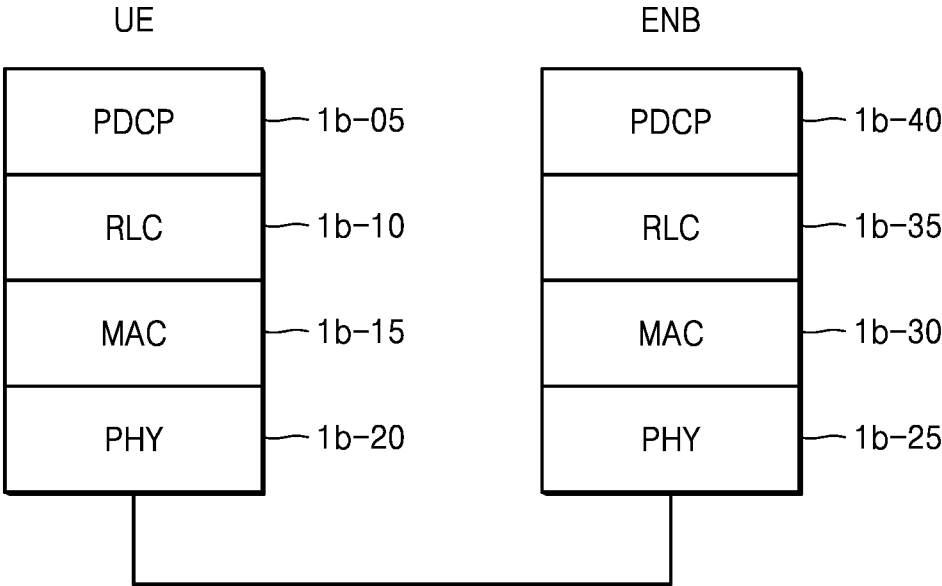 UE ENB
PDCP 1b-05 PDCP 1b-40
RLC 1b-10 RLC 1b-35
MAC 1b-15 MAC 1b-30
PHY 1b-20 PHY 1b-25